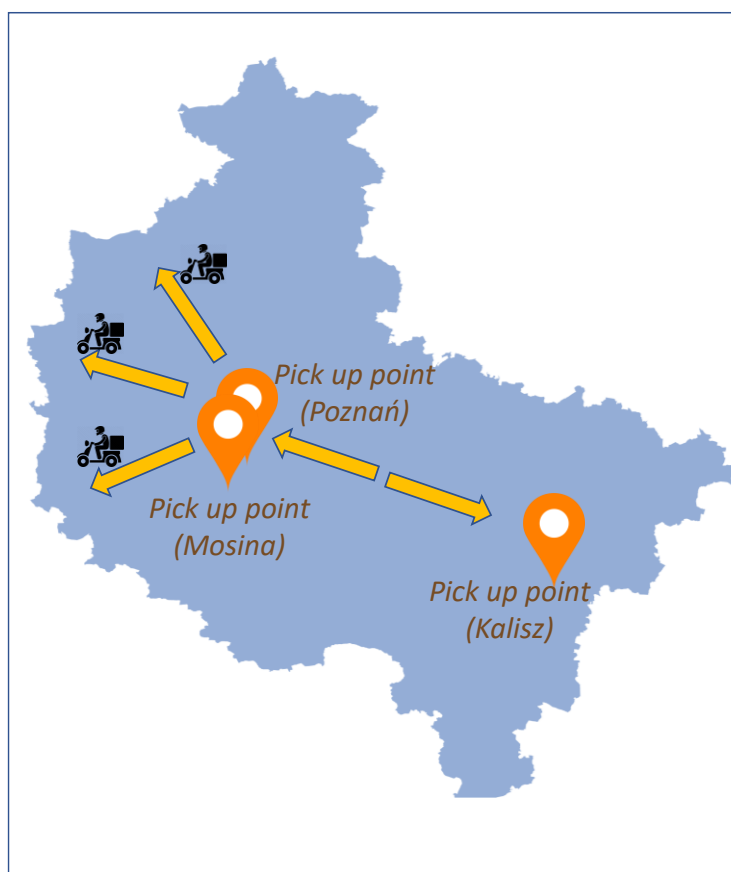 Pick up point
(Poznań)
Pick up point
(Mosina)
Pick up point
(Kalisz)